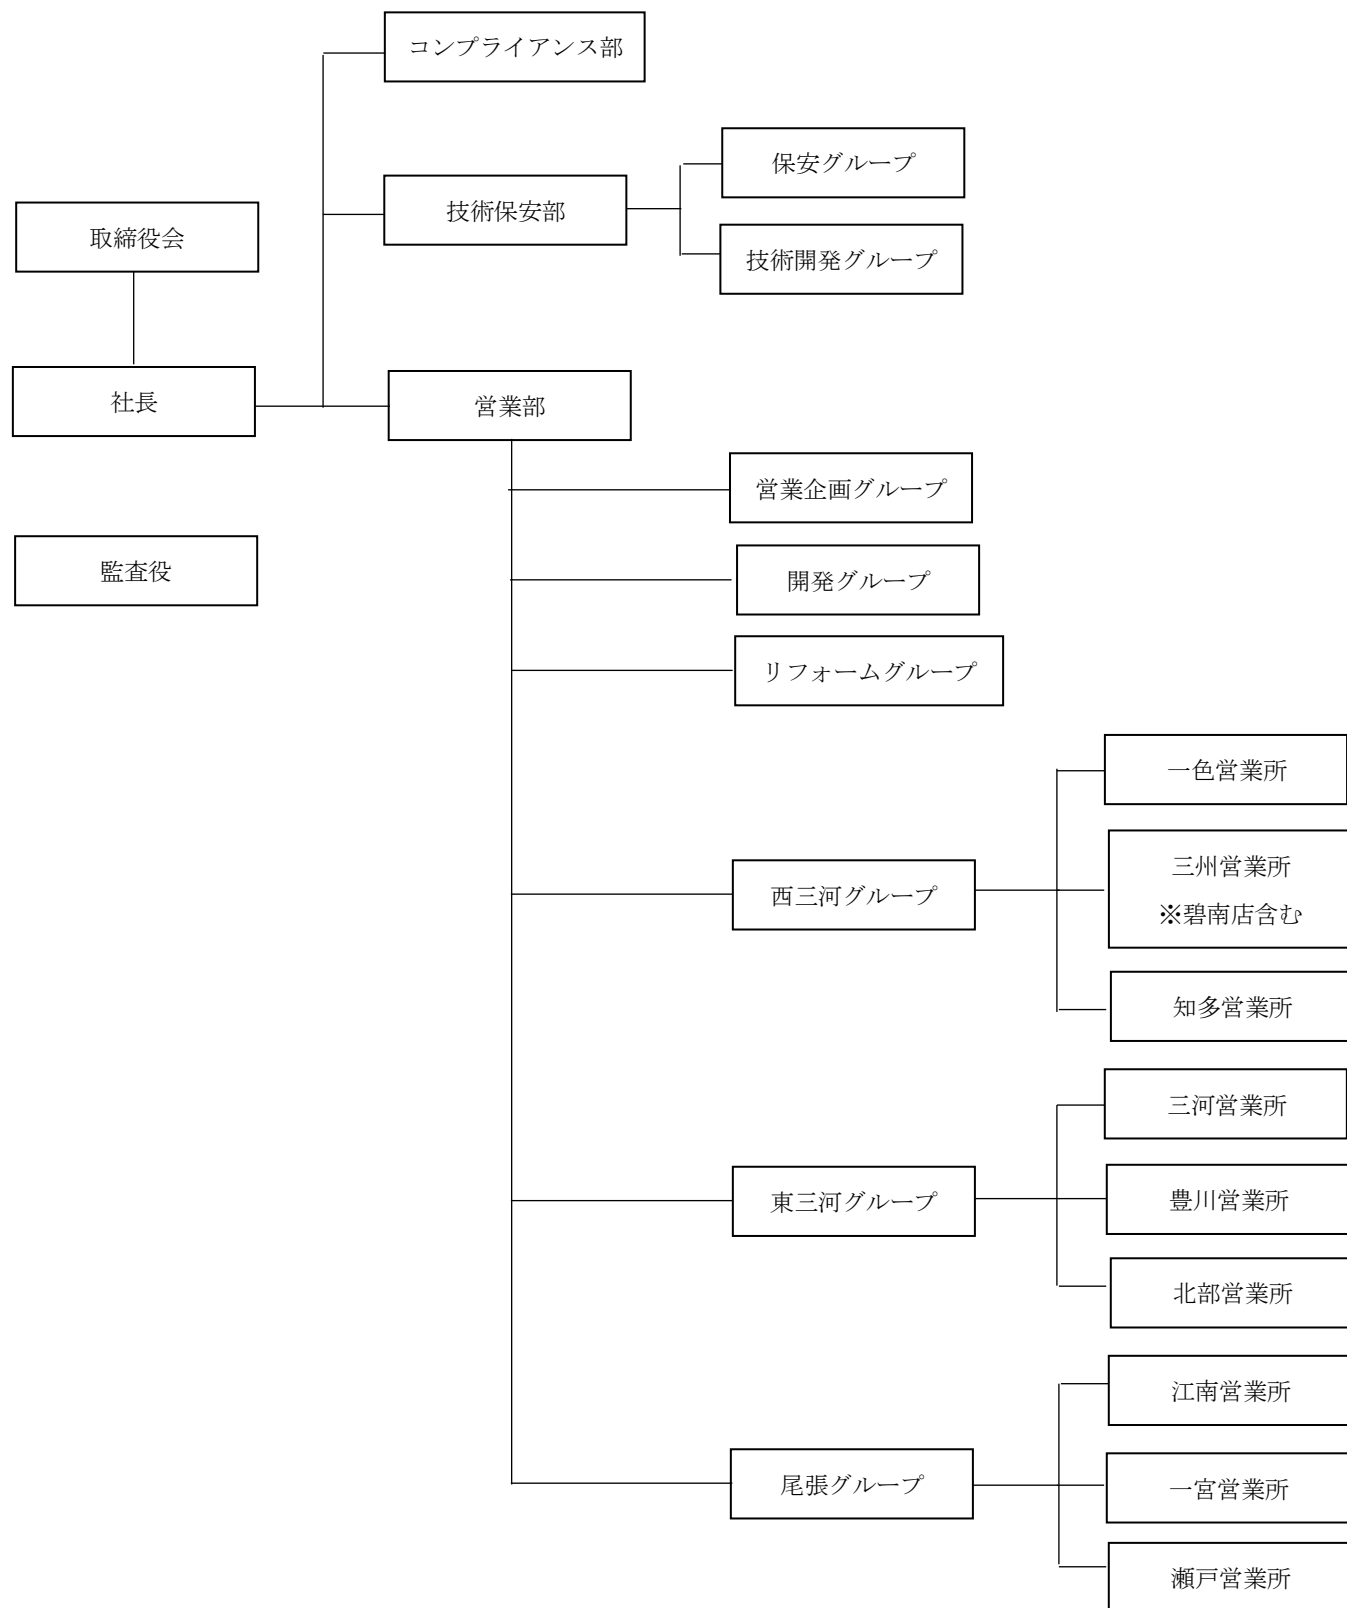 コンプライアンス部
保安グループ
技術保安部
取締役会
技術開発グループ
社長
営業部
営業企画グループ
監査役
開発グループ
リフォームグループ
一色営業所
三州営業所
※碧南店含む
西三河グループ
知多営業所
三河営業所
東三河グループ
豊川営業所
北部営業所
江南営業所
尾張グループ
一宮営業所
瀬戸営業所